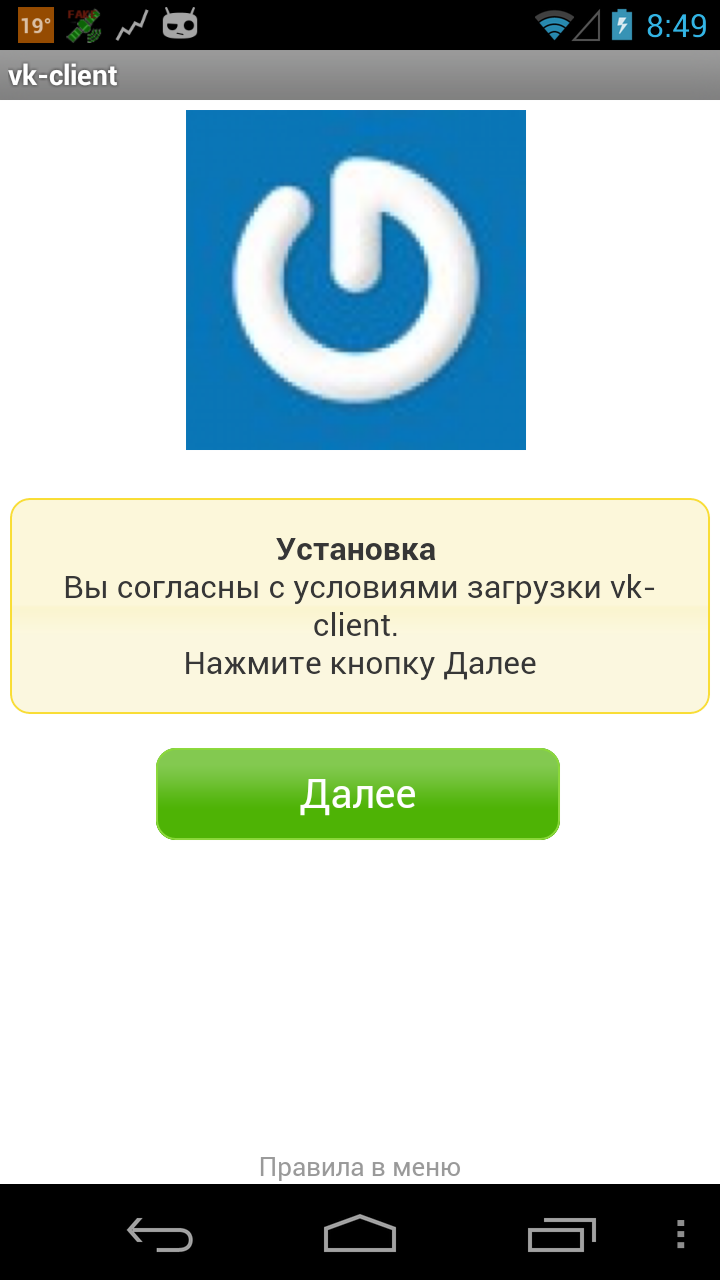 19°
FAKE
8:49
vk-client
Установка
Вы согласны с условиями загрузки vk-
client.
Нажмите кнопку Далее
Далее
Правила в меню